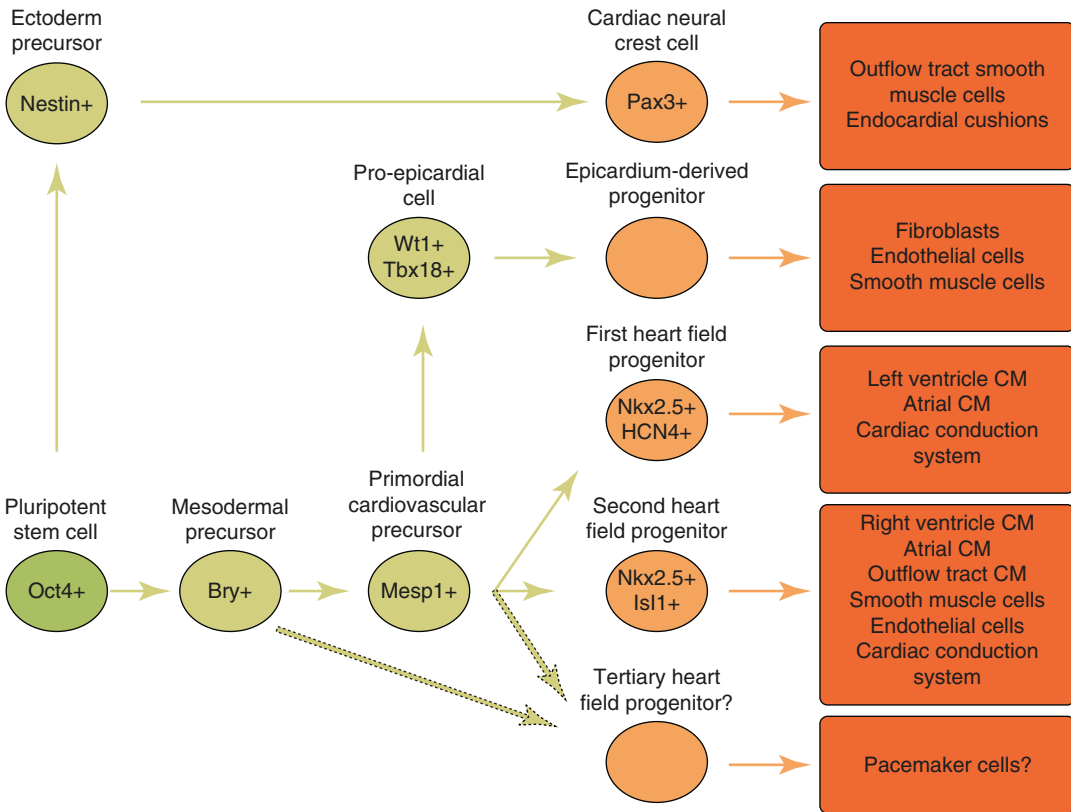 Ectoderm
precursor
Nestin+
Cardiac neural
crest cell
Pax3+
Outflow tract smooth
muscle cells
Endocardial cushions
Pro-epicardial
cell
Wt1+
Tbx18+
Epicardium-derived
progenitor
Fibroblasts
Endothelial cells
Smooth muscle cells
First heart field
progenitor
Nkx2.5+
HCN4+
Left ventricle CM
Atrial CM
Cardiac conduction
system
Pluripotent
stem cell
Oct4+
Mesodermal
precursor
Bry+
Primordial
cardiovascular
precursor
Mesp1+
Second heart
field progenitor
Nkx2.5+
Isl1+
Right ventricle CM
Atrial CM
Outflow tract CM
Smooth muscle cells
Endothelial cells
Cardiac conduction
system
Tertiary heart
field progenitor?
Pacemaker cells?